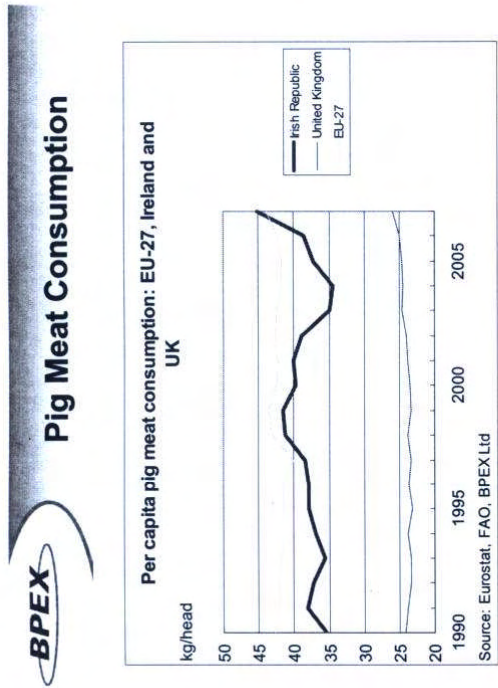 BPEX
Pig Meat Consumption
Per capita pig meat consumption: EU-27, Ireland and
UK
kg/head
50
45
40
35
30
25
20
1990 1995 2000 2005
Irish Republic
United Kingdom
EU-27
Source: Eurostat, FAO, BPEX Ltd